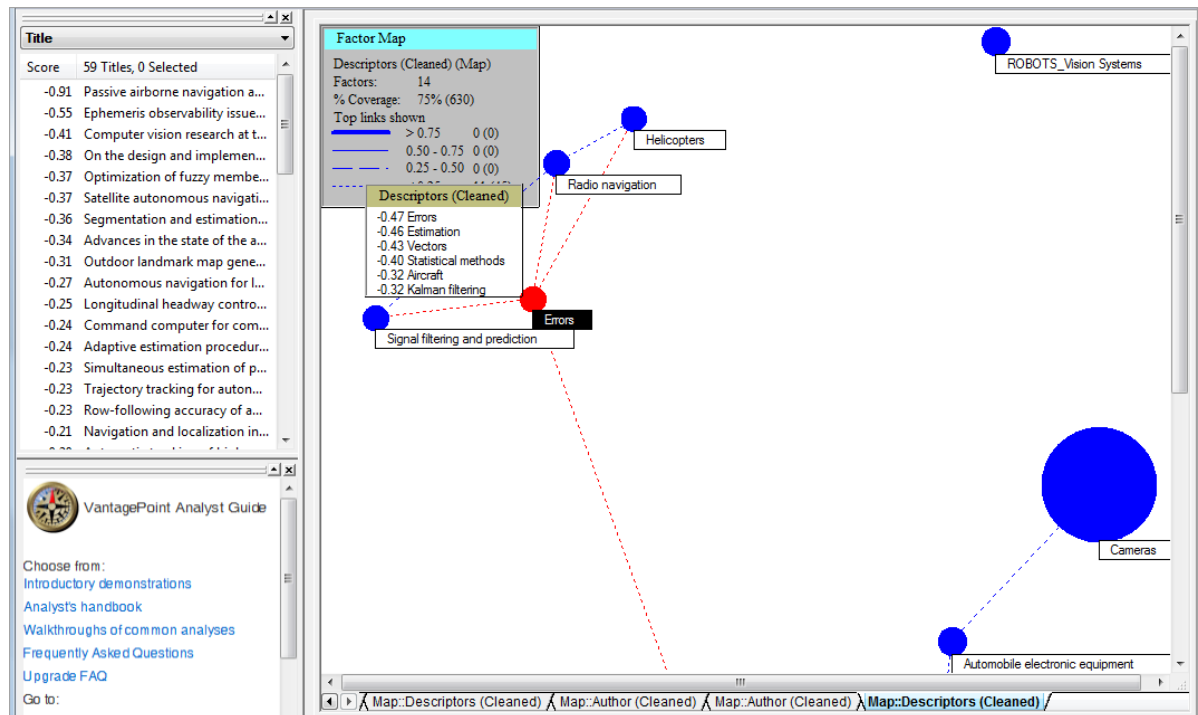 Title
Score 59 Titles, 0 Selected
-0.91 Passive airborne navigation a...
-0.55 Ephemeris observability issue...
-0.41 Computer vision research at t...
-0.38 On the design and implemen...
-0.37 Optimization of fuzzy membe...
-0.37 Satellite autonomous navigati...
-0.36 Segmentation and estimation...
-0.34 Advances in the state of the a...
-0.31 Outdoor landmark map gene...
-0.27 Autonomous navigation for l...
-0.25 Longitudinal headway contro...
-0.24 Command computer for com...
-0.24 Adaptive estimation procedur...
-0.23 Simultaneous estimation of p...
-0.23 Trajectory tracking for auton...
-0.23 Row-following accuracy of a...
-0.21 Navigation and localization in...
VantagePoint Analyst Guide
Choose from:
Introductory demonstrations
Analyst's handbook
Walkthroughs of common analyses
Frequently Asked Questions
Upgrade FAQ
Go to:
Factor Map
Descriptors (Cleaned) (Map)
Factors: 14
% Coverage: 75% (630)
Top links shown
> 0.75 0 (0)
0.50 - 0.75 0 (0)
0.25 - 0.50 0 (0)
Descriptors (Cleaned)
-0.47 Errors
-0.46 Estimation
-0.43 Vectors
-0.40 Statistical methods
-0.32 Aircraft
-0.32 Kalman filtering
ROBOTS_Vision Systems
Helicopters
Radio navigation
Errors
Signal filtering and prediction
Cameras
Automobile electronic equipment
Map::Descriptors (Cleaned) Map::Author (Cleaned) Map::Author (Cleaned) Map::Descriptors (Cleaned)